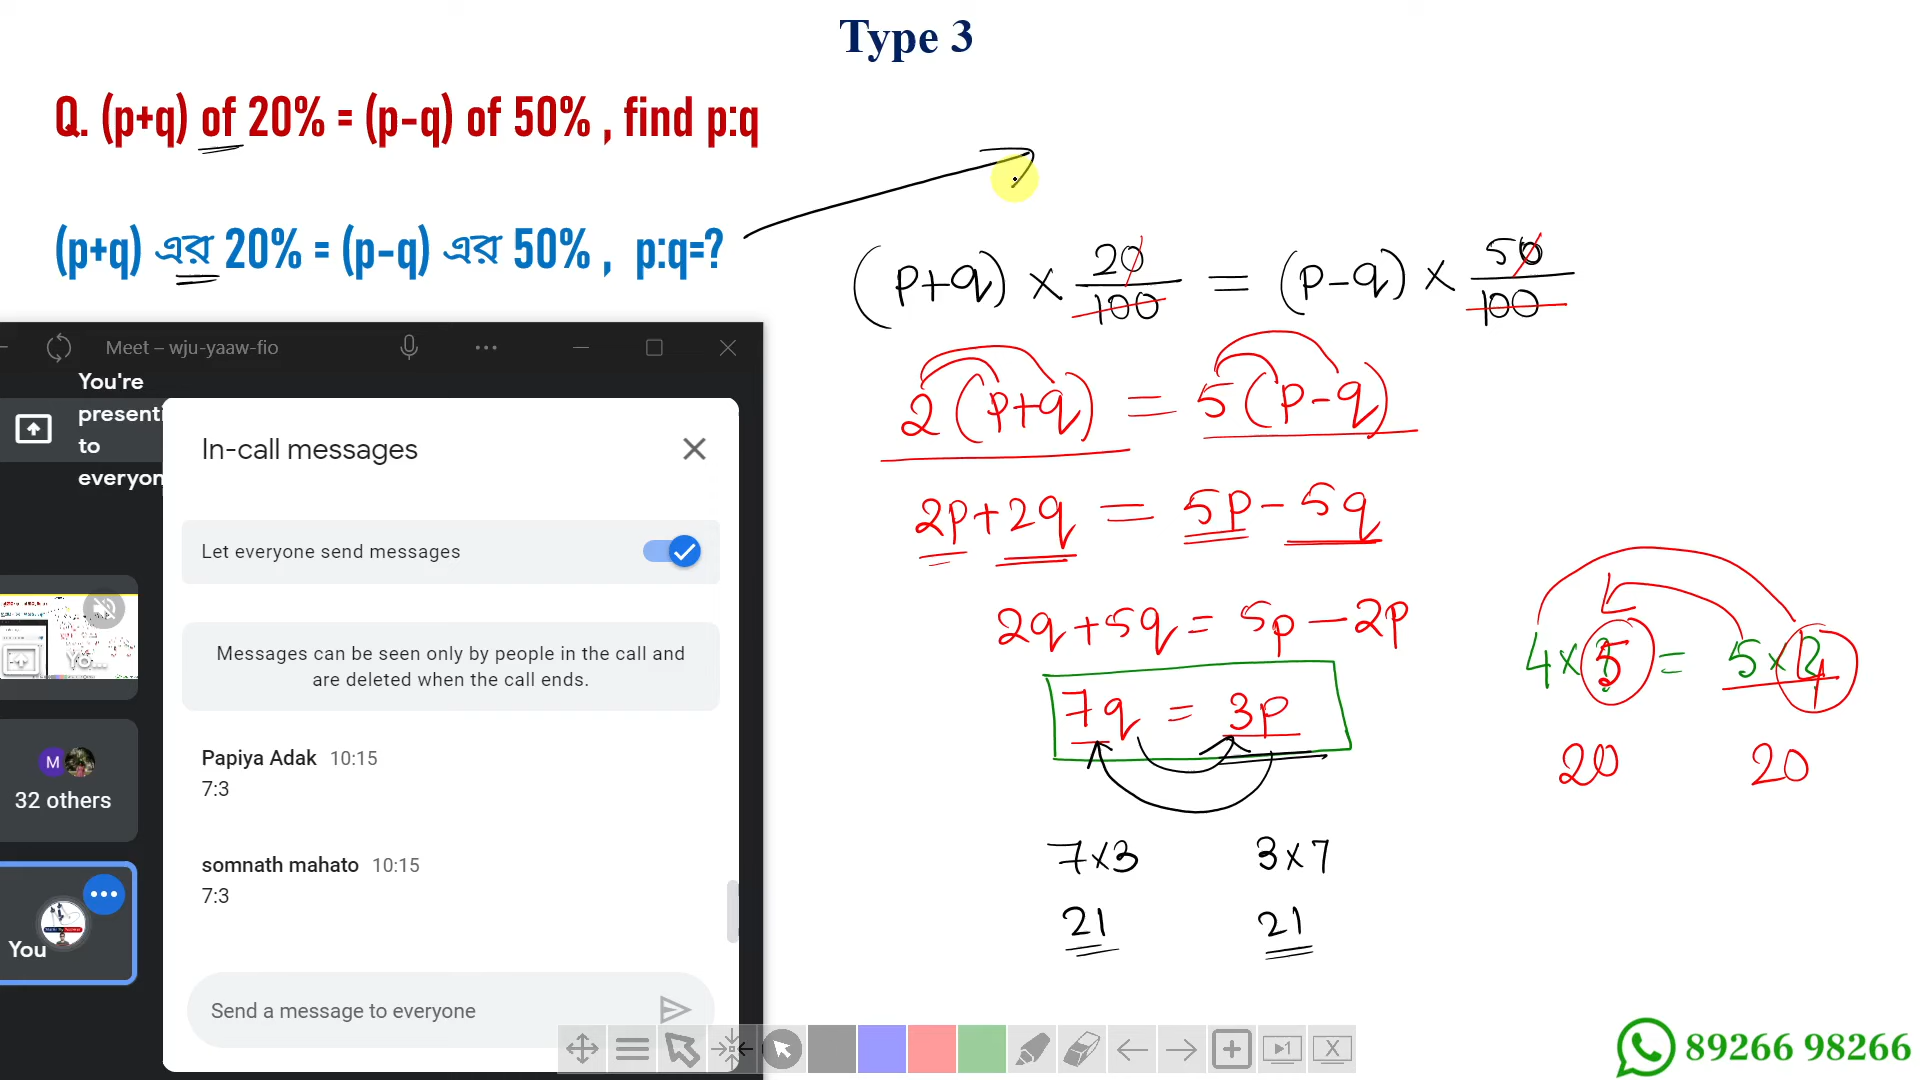 Type 3
Q. (p+q) of 20% = (p-q) of 50% , find p:q
(p+q) এর 20% = (p-q) এর 50% , p:q=?
(p+q) × 20/100 = (p-q) × 50/100
2(p+q) = 5(p-q)
2p+2q = 5p-5q
2q+5q = 5p-2p
7q = 3p
7×3 3×7
21 21
4×5 = 5×4
20 20
Meet – wju-yaaw-fio
You're
presenti
to
everyon
In-call messages
Let everyone send messages
Messages can be seen only by people in the call and
are deleted when the call ends.
Papiya Adak 10:15
7:3
somnath mahato 10:15
7:3
Send a message to everyone
Yo...
M
32 others
You
89266 98266